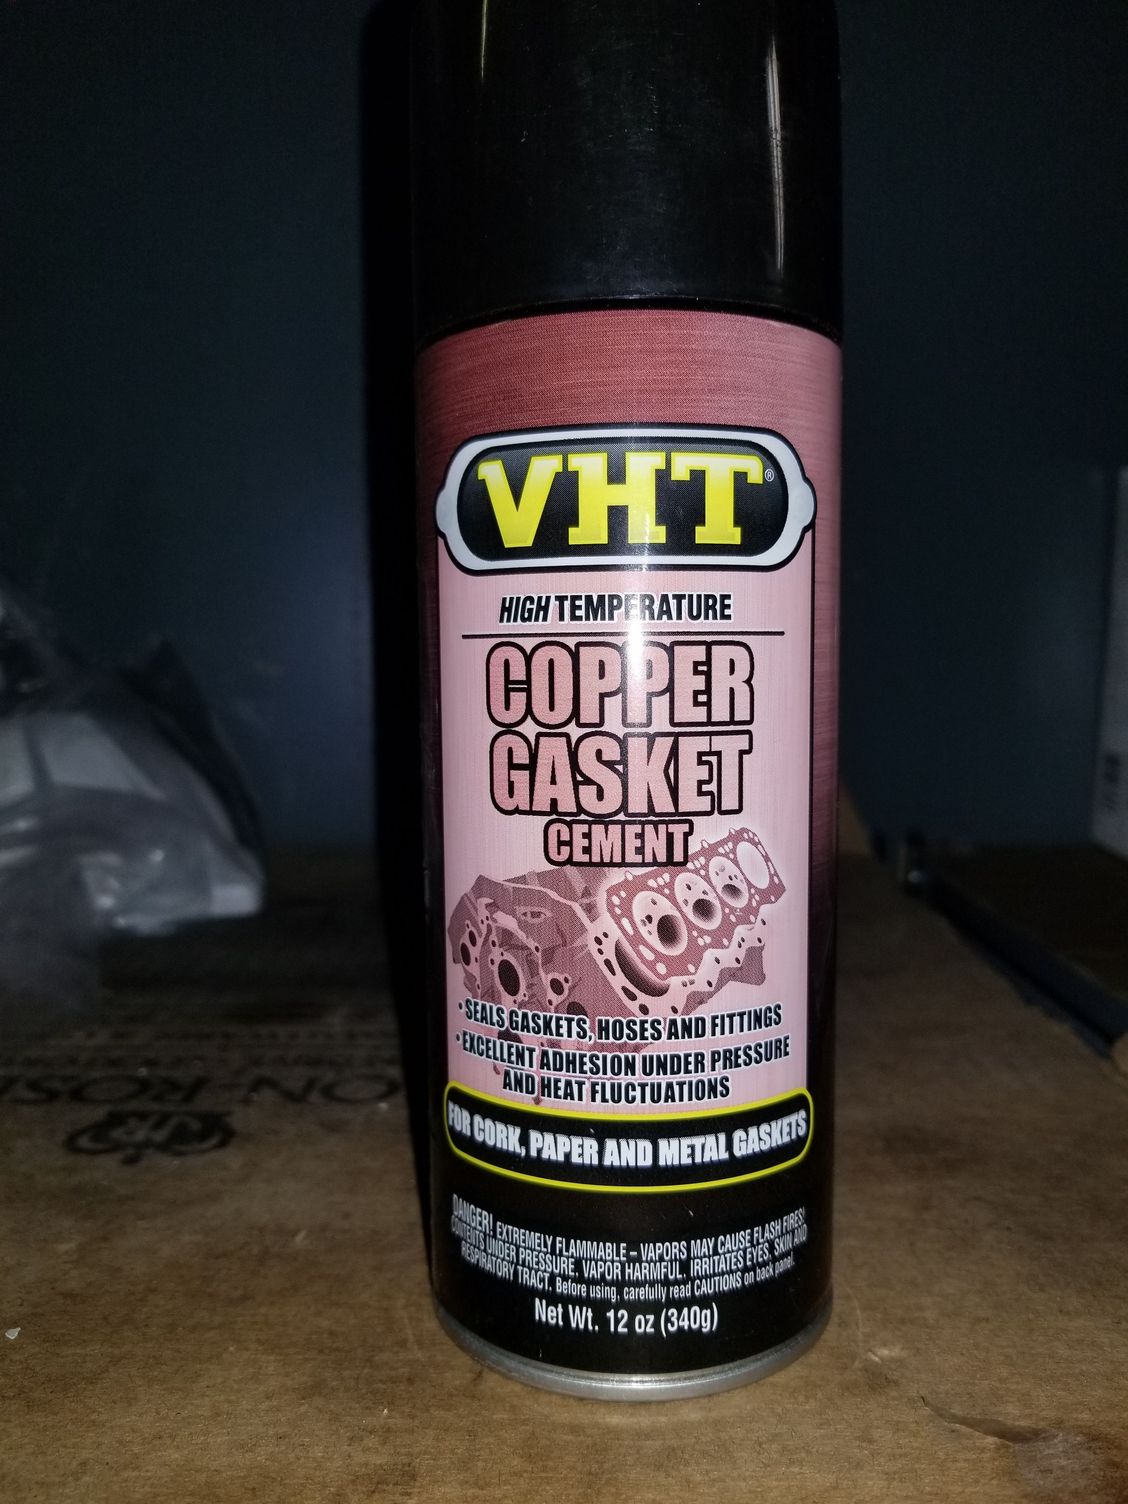 VHT®
HIGH TEMPERATURE
COPPER
GASKET
CEMENT
• SEALS GASKETS, HOSES AND FITTINGS
• EXCELLENT ADHESION UNDER PRESSURE
AND HEAT FLUCTUATIONS
FOR CORK, PAPER AND METAL GASKETS
DANGER! EXTREMELY FLAMMABLE – VAPORS MAY CAUSE FLASH FIRES!
CONTENTS UNDER PRESSURE. VAPOR HARMFUL. IRRITATES EYES, SKIN AND
RESPIRATORY TRACT. Before using, carefully read CAUTIONS on back panel.
Net Wt. 12 oz (340g)